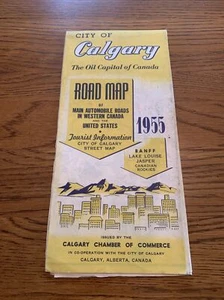 CITY OF
Calgary
The Oil Capital of Canada
ROAD MAP
OF
MAIN AUTOMOBILE ROADS
IN WESTERN CANADA
AND THE
UNITED STATES
Tourist Information
CITY OF CALGARY
STREET MAP
1955
BANFF
LAKE LOUISE
JASPER
CANADIAN
ROCKIES
ISSUED BY THE
CALGARY CHAMBER OF COMMERCE
IN CO-OPERATION WITH THE CITY OF CALGARY
CALGARY, ALBERTA, CANADA